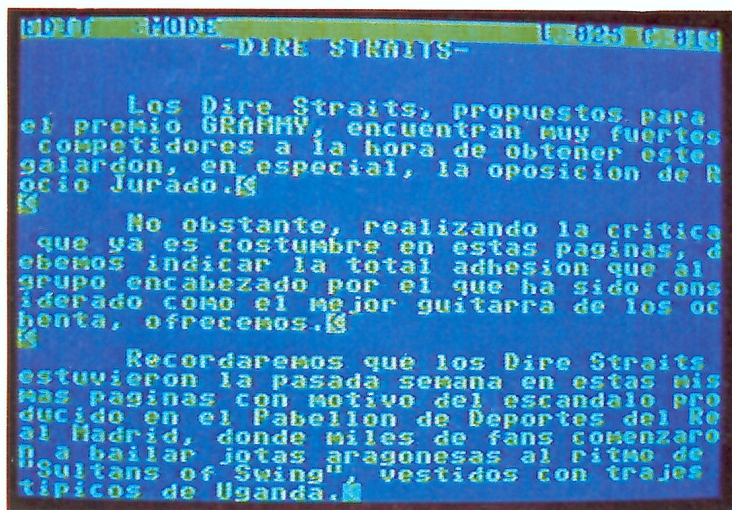 EDIT :MODE L:025 C:019
-DIRE STRAITS-
Los Dire Straits, propuestos para
el premio GRAMMY, encuentran muy fuertes
competidores a la hora de obtener este
galardon, en especial, la oposicion de R
ocio Jurado.
No obstante, realizando la critica
que ya es costumbre en estas paginas, d
ebemos indicar la total adhesion que al
grupo encabezado por el que ha sido cons
iderado como el mejor guitarra de los oc
henta, ofrecemos.
Recordaremos que los Dire Straits
estuvieron la pasada semana en estas mis
mas paginas con motivo del escandalo pro
ducido en el Pabellon de Deportes del Re
al Madrid, donde miles de fans comenzaro
n a bailar jotas aragonesas al ritmo de
"Sultans of Swing", vestidos con trajes
tipicos de Uganda.